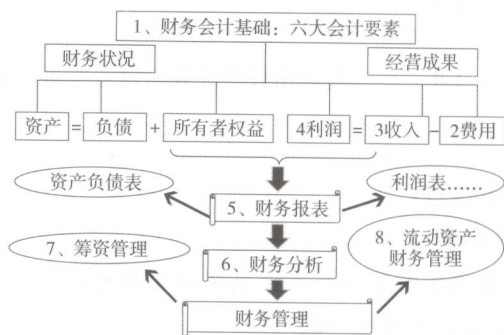 1、财务会计基础：六大会计要素
财务状况
经营成果
资产=负债+所有者权益 4利润=3收入-2费用
资产负债表
利润表……
5、财务报表
7、筹资管理
6、财务分析
8、流动资产
财务管理
财务管理